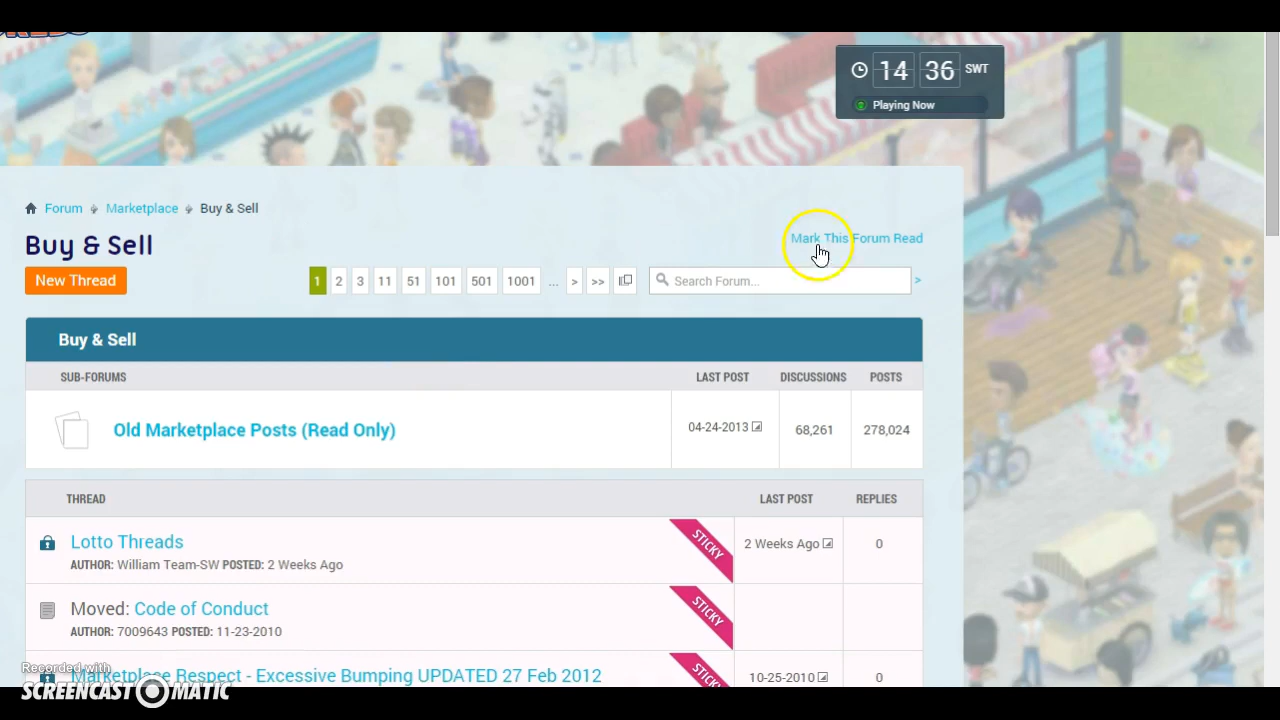 14 36 SWT
Playing Now
Forum Marketplace Buy & Sell
Mark This Forum Read
Buy & Sell
New Thread
1 2 3 11 51 101 501 1001 ... > >>
Search Forum... >
Buy & Sell
SUB-FORUMS LAST POST DISCUSSIONS POSTS
Old Marketplace Posts (Read Only) 04-24-2013 68,261 278,024
THREAD LAST POST REPLIES
Lotto Threads STICKY 2 Weeks Ago 0
AUTHOR: William Team-SW POSTED: 2 Weeks Ago
Moved: Code of Conduct STICKY
AUTHOR: 7009643 POSTED: 11-23-2010
Marketplace Respect - Excessive Bumping UPDATED 27 Feb 2012 STICKY 10-25-2010 0
Recorded with
SCREENCAST MATIC